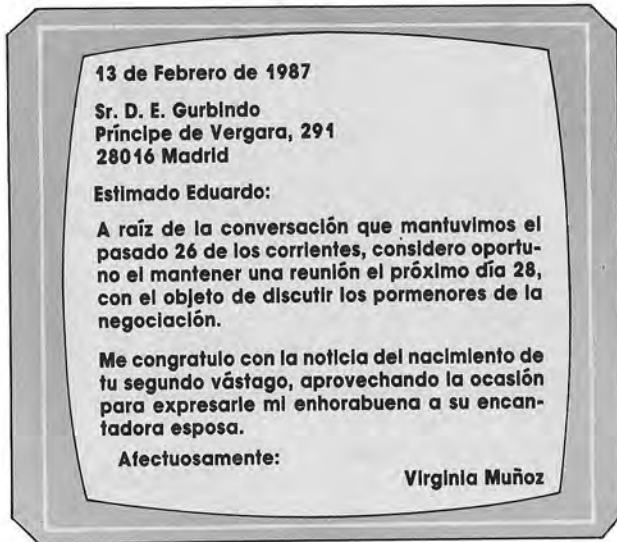 13 de Febrero de 1987
Sr. D. E. Gurbindo
Príncipe de Vergara, 291
28016 Madrid
Estimado Eduardo:
A raíz de la conversación que mantuvimos el
pasado 26 de los corrientes, considero oportu-
no el mantener una reunión el próximo día 28,
con el objeto de discutir los pormenores de la
negociación.
Me congratulo con la noticia del nacimiento de
tu segundo vástago, aprovechando la ocasión
para expresarle mi enhorabuena a su encan-
tadora esposa.
Afectuosamente:
Virginia Muñoz